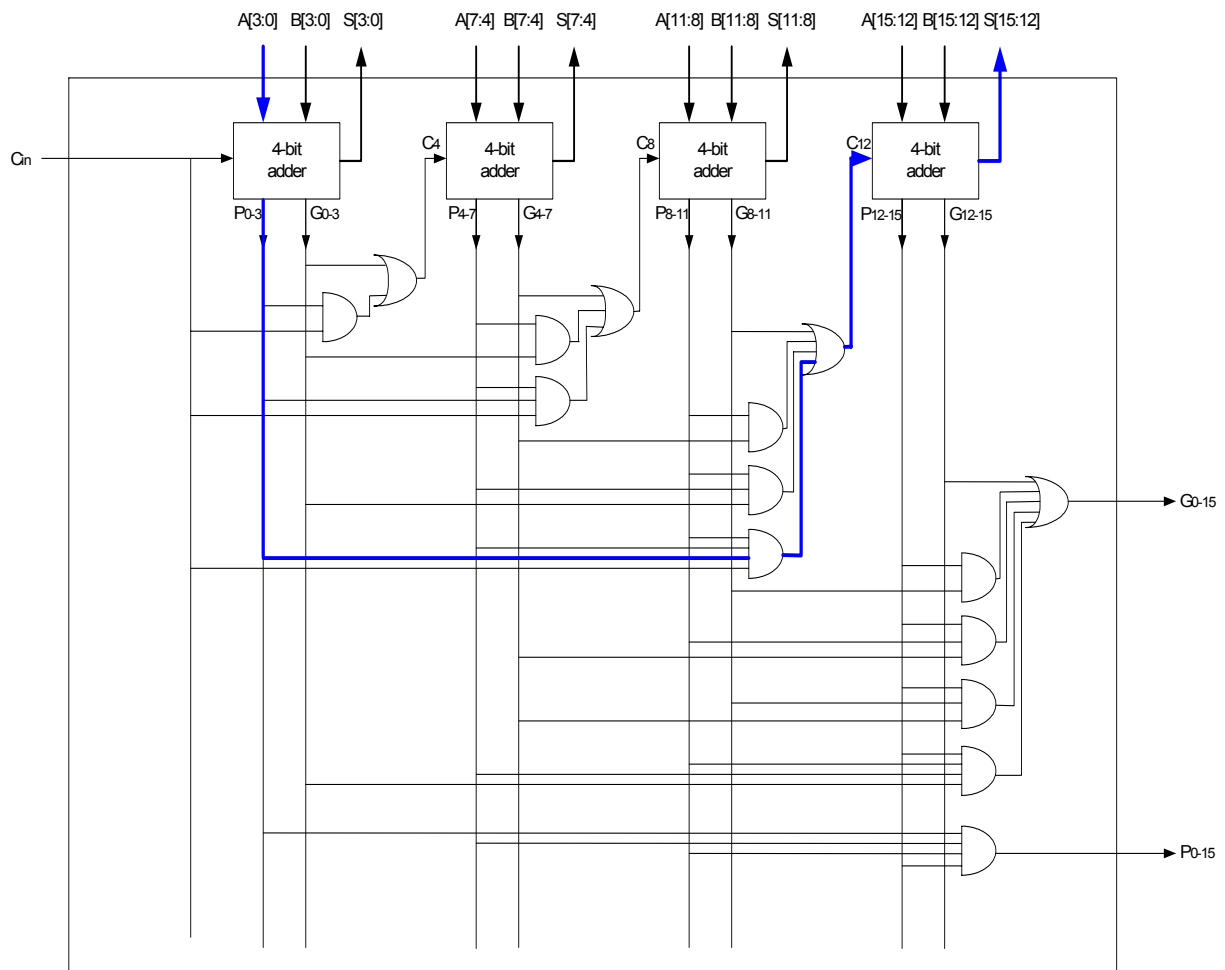 A[3:0] B[3:0] S[3:0] A[7:4] B[7:4] S[7:4] A[11:8] B[11:8] S[11:8] A[15:12] B[15:12] S[15:12]
Cin
4-bit adder
C4
4-bit adder
C8
4-bit adder
C12
4-bit adder
P0-3 G0-3 P4-7 G4-7 P8-11 G8-11 P12-15 G12-15
G0-15
P0-15